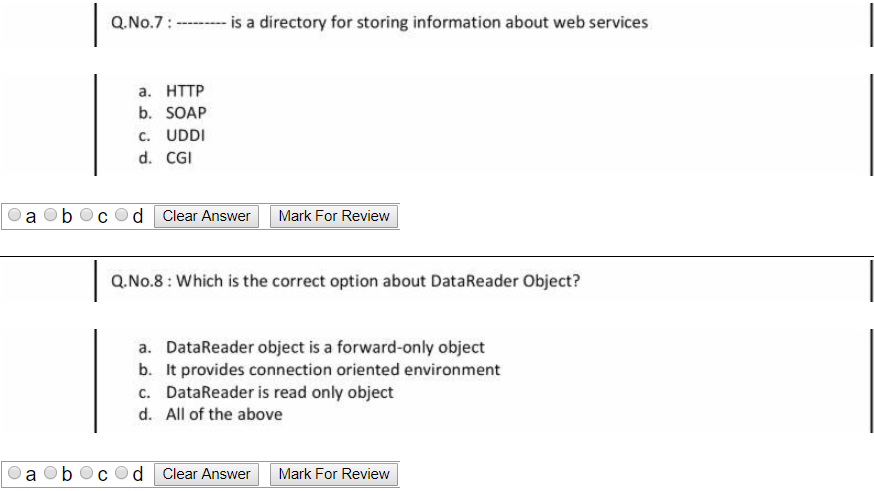 Q.No.7 : --------- is a directory for storing information about web services
a. HTTP
b. SOAP
c. UDDI
d. CGI
a b c d Clear Answer Mark For Review
Q.No.8 : Which is the correct option about DataReader Object?
a. DataReader object is a forward-only object
b. It provides connection oriented environment
c. DataReader is read only object
d. All of the above
a b c d Clear Answer Mark For Review